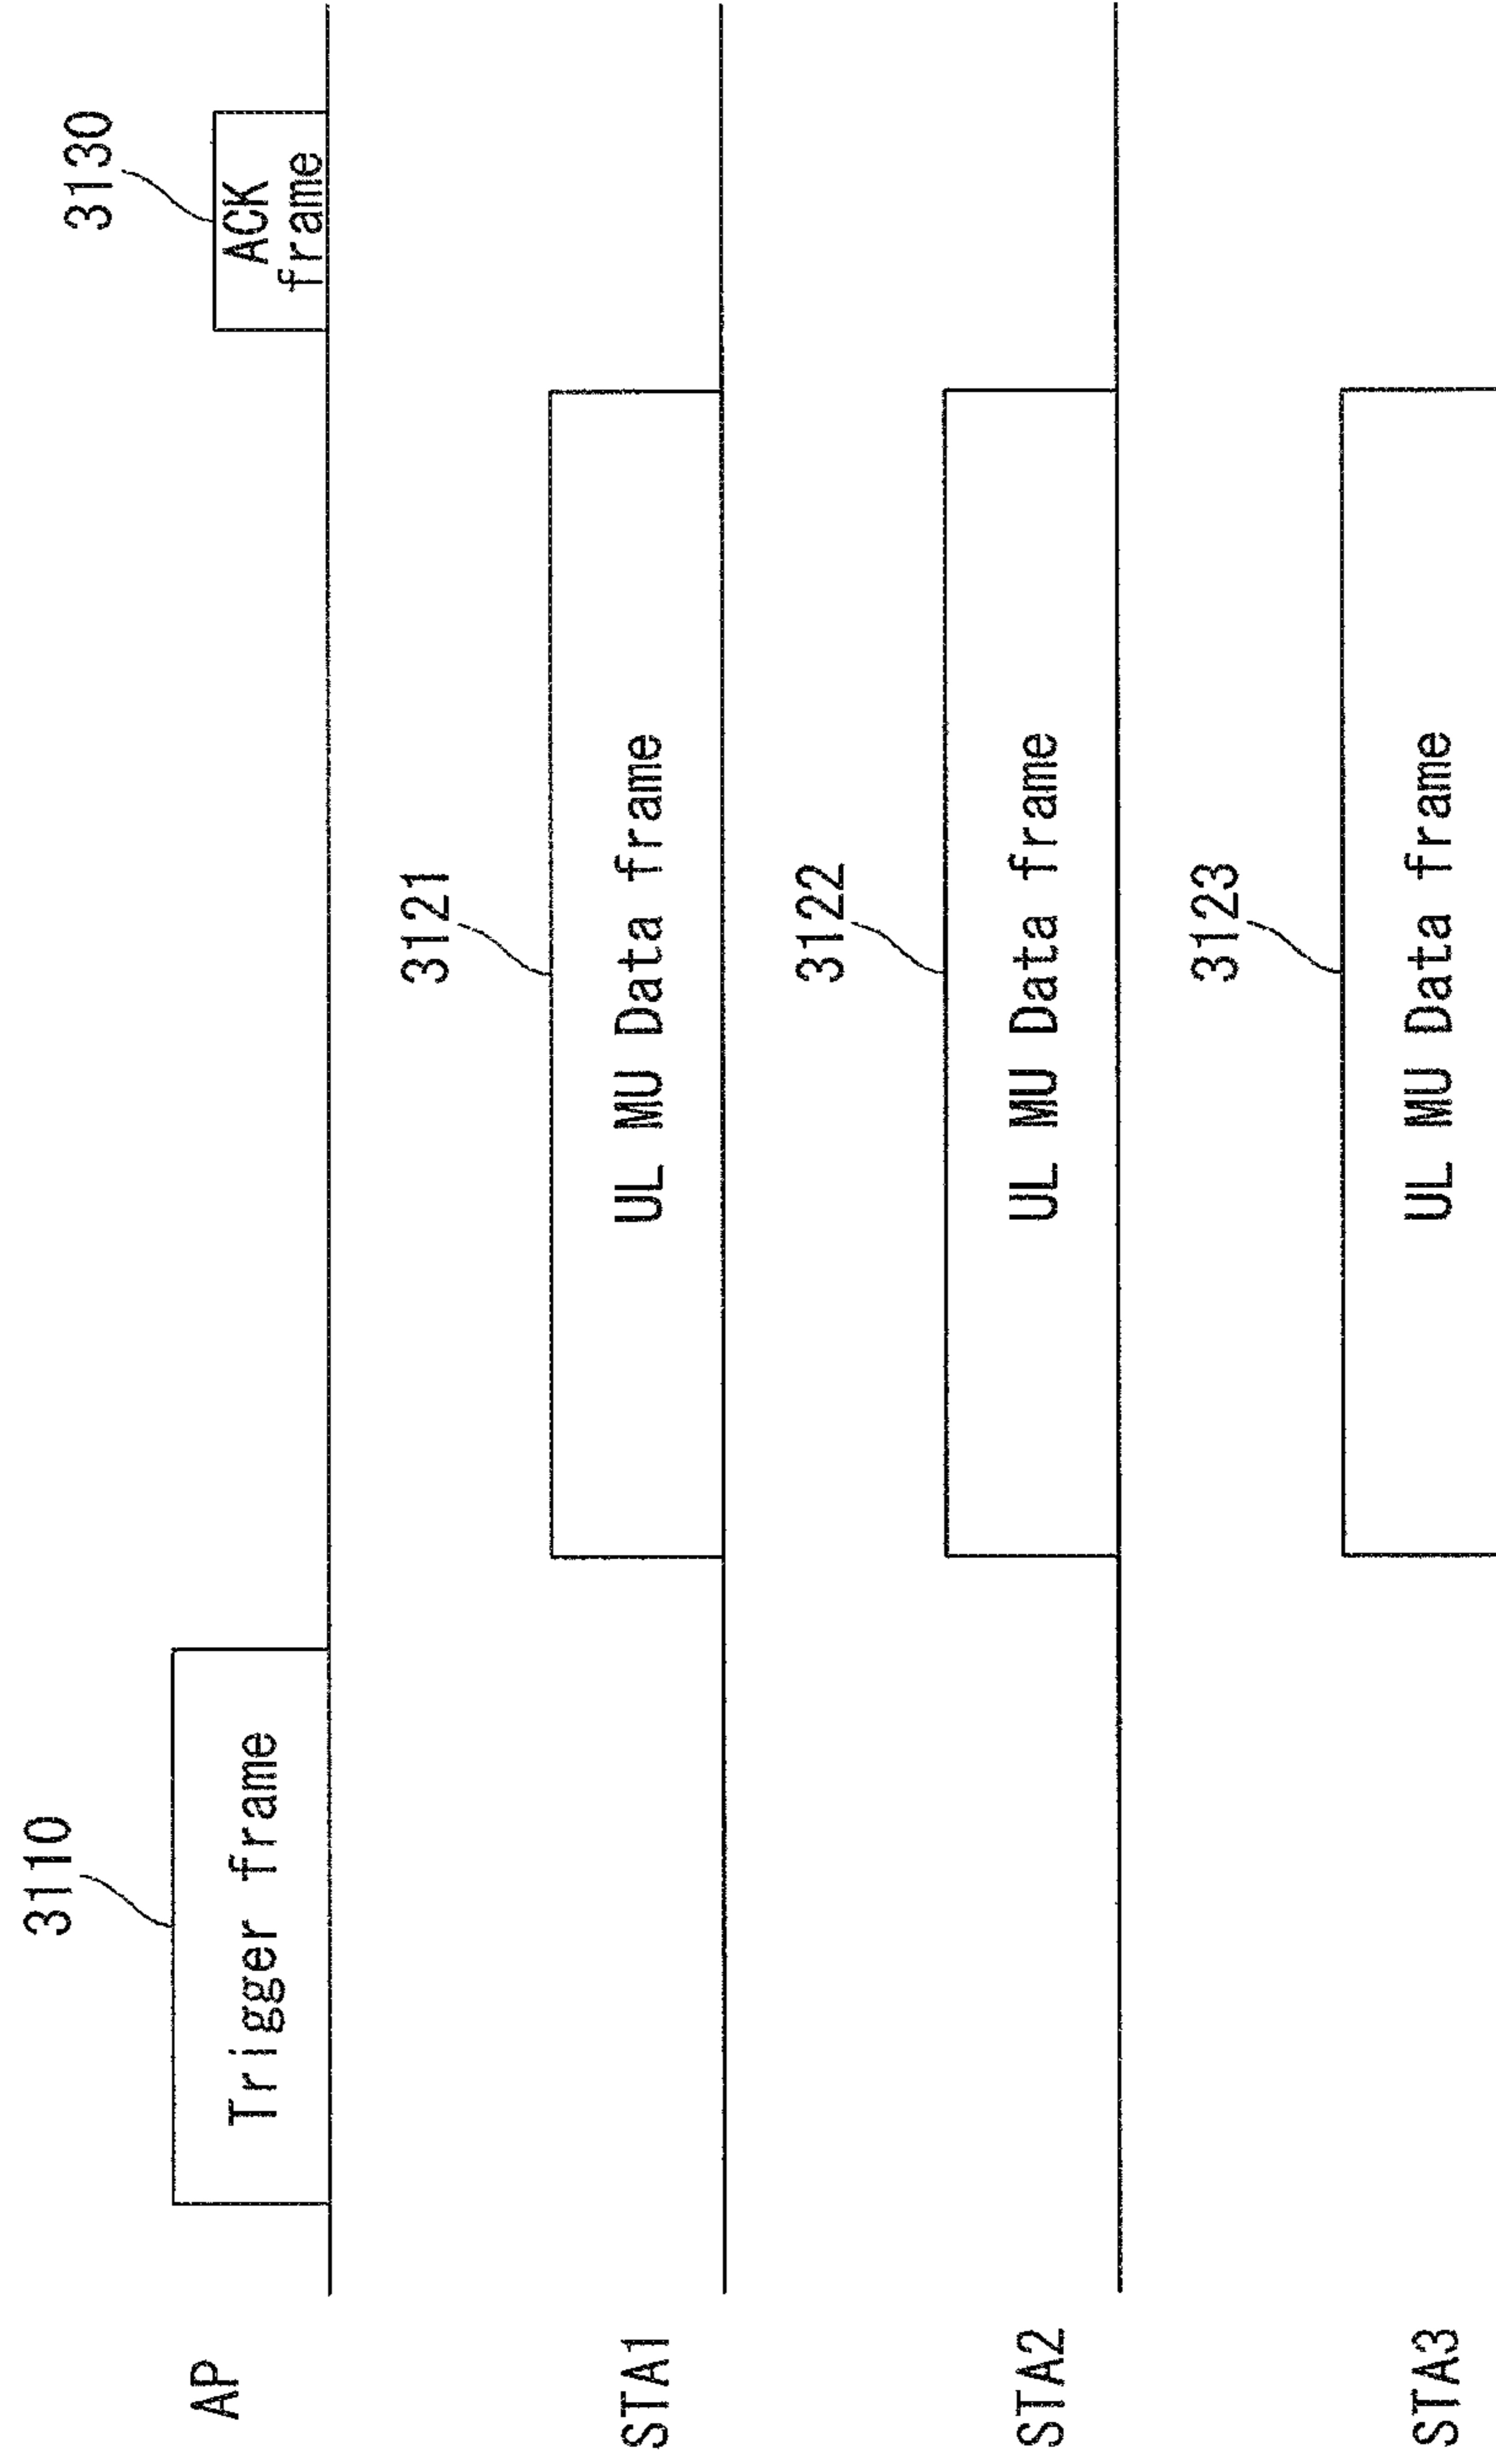 3110
3130
AP
Trigger frame
ACK
frame
3121
STA1
UL MU Data frame
3122
STA2
UL MU Data frame
3123
STA3
UL MU Data frame